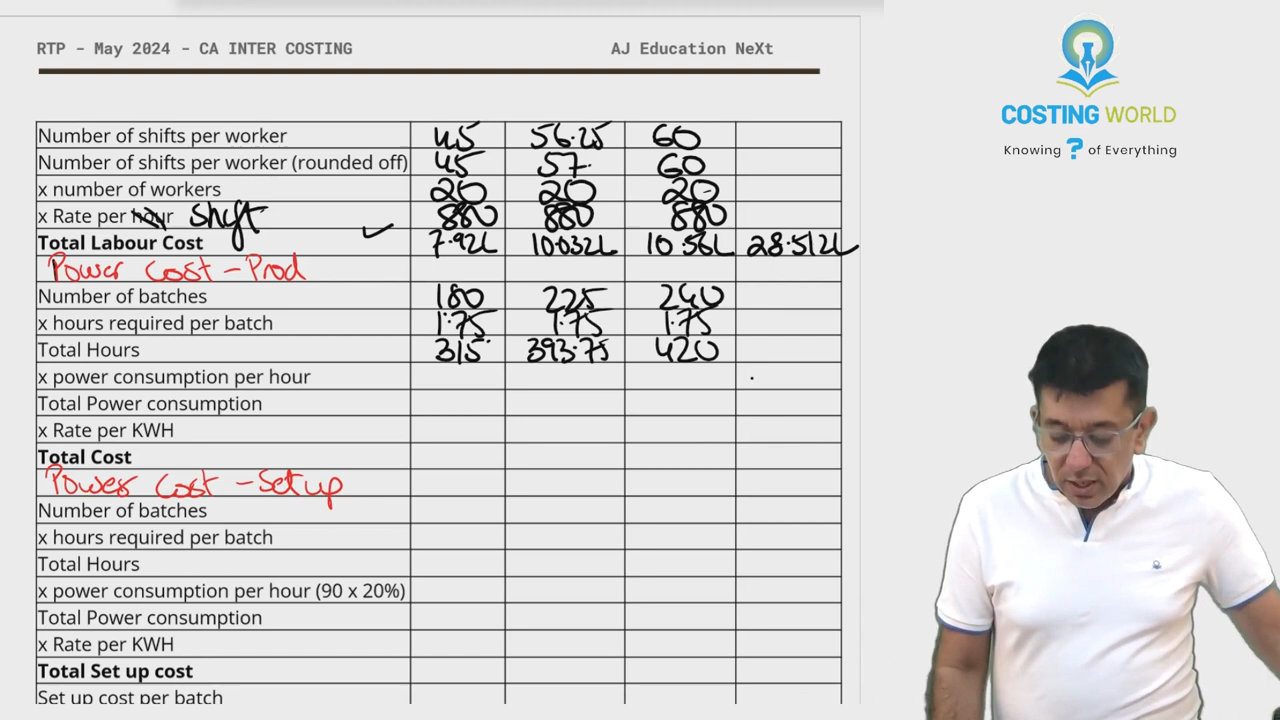 RTP - May 2024 - CA INTER COSTING AJ Education NeXt
COSTING WORLD
Knowing ? of Everything
Number of shifts per worker 45 56.25 60
Number of shifts per worker (rounded off) 45 57 60
x number of workers 20 20 20
x Rate per hour shift 880 880 880
Total Labour Cost 7.92L 10.032L 10.56L 28.512L
Power Cost - Prod
Number of batches 180 225 240
x hours required per batch 1.75 1.75 1.75
Total Hours 315 393.75 420
x power consumption per hour
Total Power consumption
x Rate per KWH
Total Cost
Power Cost - Setup
Number of batches
x hours required per batch
Total Hours
x power consumption per hour (90 x 20%)
Total Power consumption
x Rate per KWH
Total Set up cost
Set up cost per batch